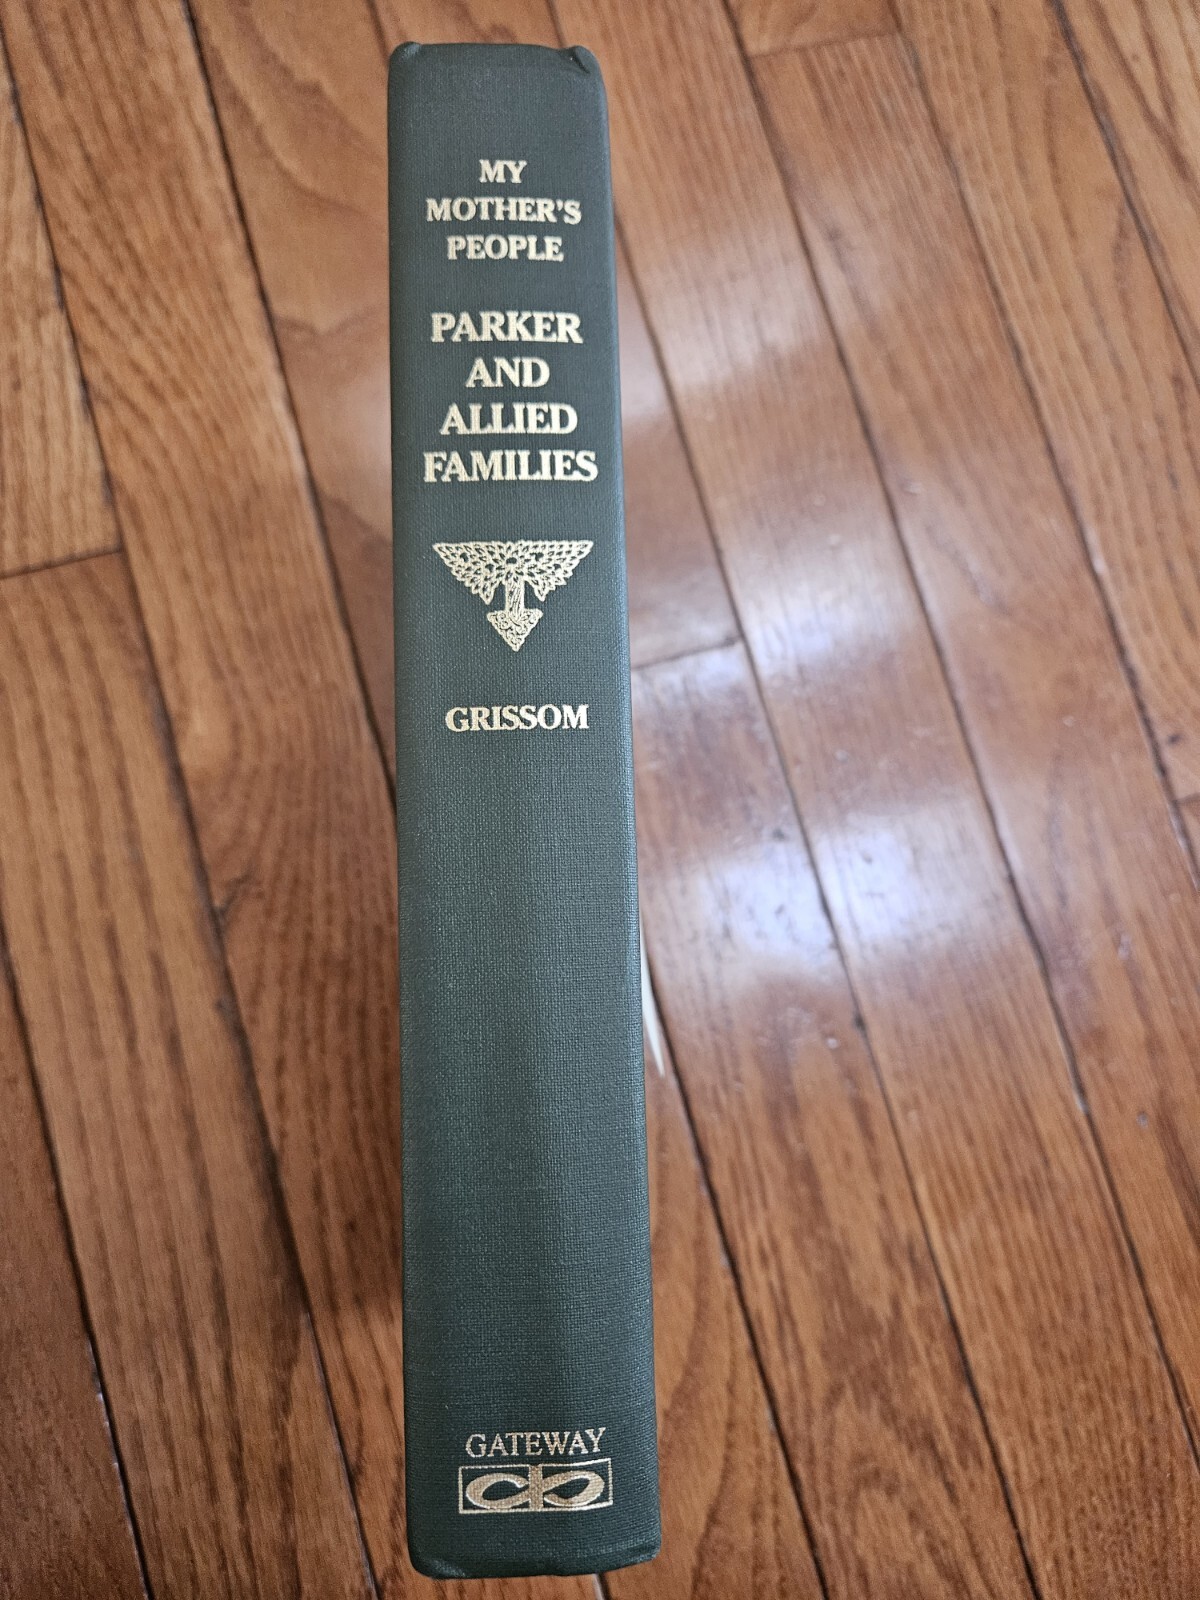 MY
MOTHER'S
PEOPLE
PARKER
AND
ALLIED
FAMILIES
GRISSOM
GATEWAY